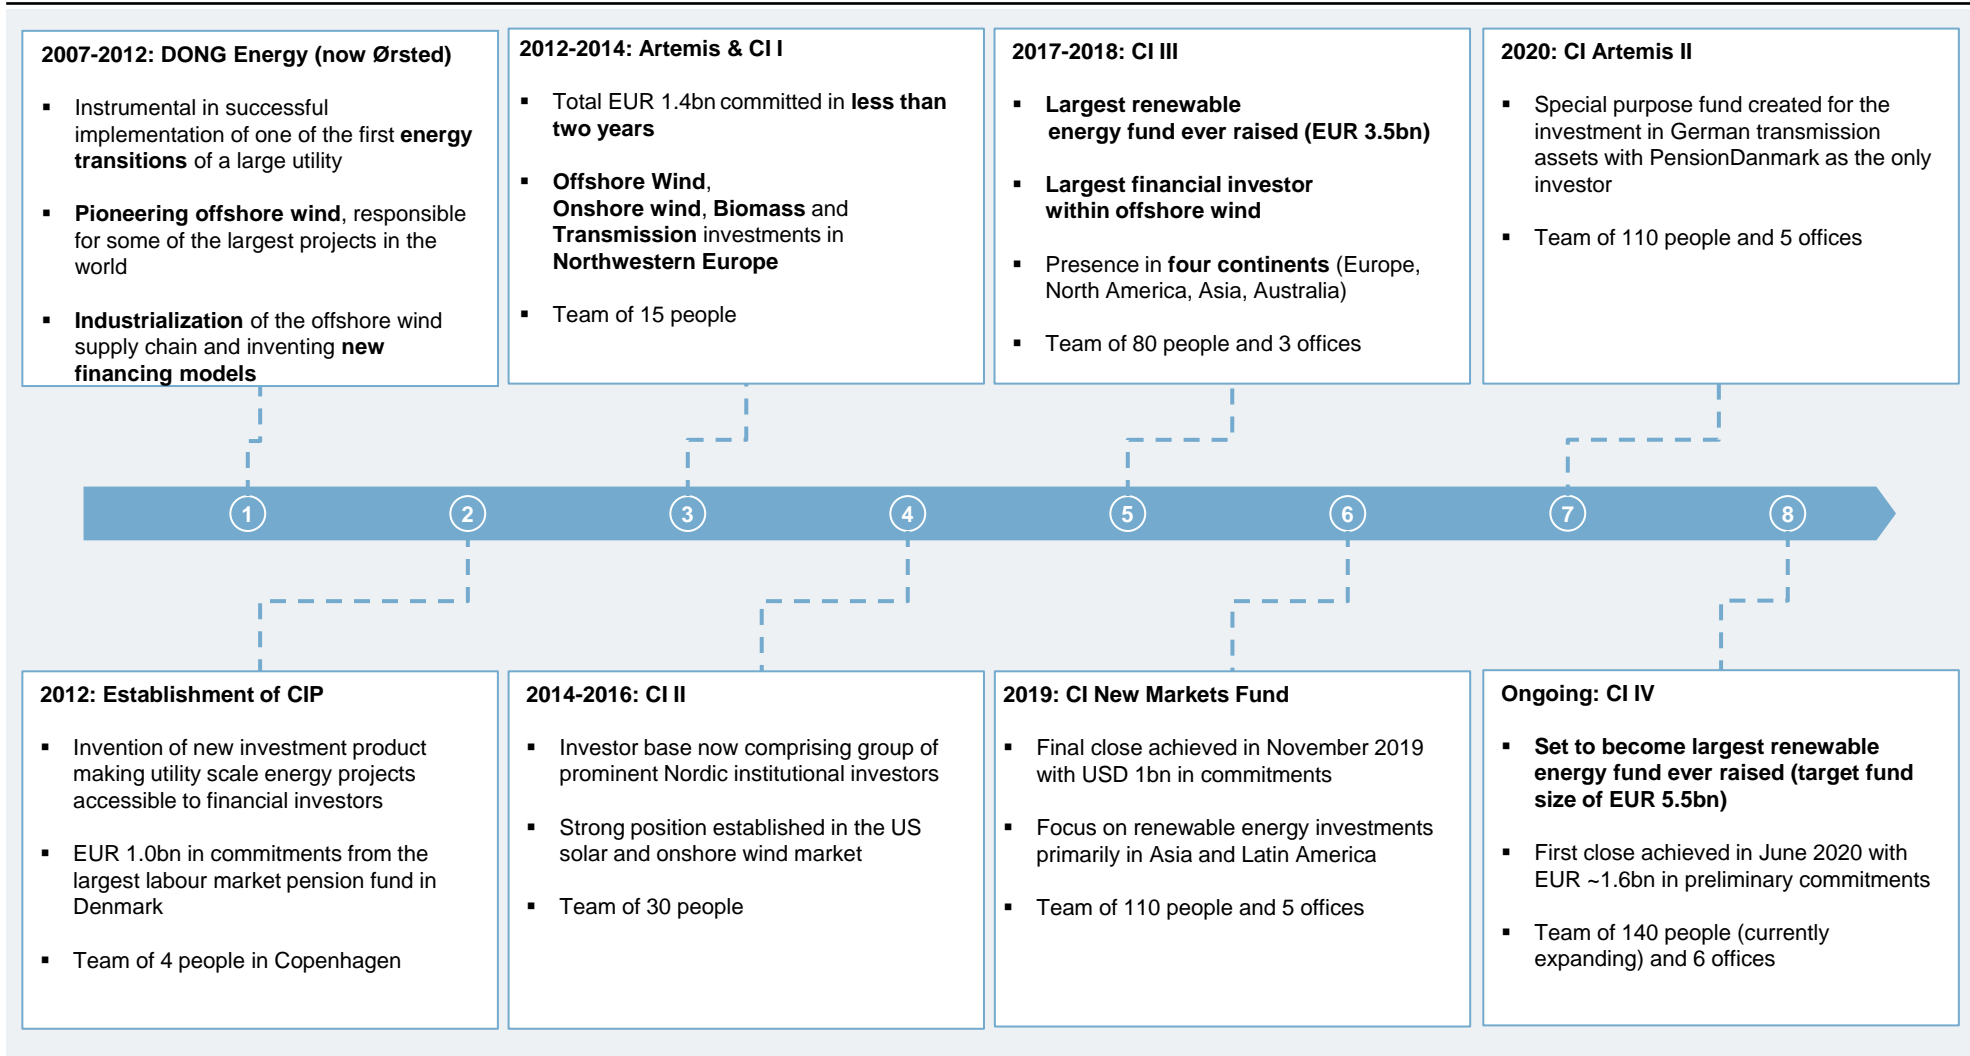 2007-2012: DONG Energy (now Ørsted)
▪ Instrumental in successful
implementation of one of the first energy
transitions of a large utility
▪ Pioneering offshore wind, responsible
for some of the largest projects in the
world
▪ Industrialization of the offshore wind
supply chain and inventing new
financing models
2012-2014: Artemis & CI I
▪ Total EUR 1.4bn committed in less than
two years
▪ Offshore Wind,
Onshore wind, Biomass and
Transmission investments in
Northwestern Europe
▪ Team of 15 people
2017-2018: CI III
▪ Largest renewable
energy fund ever raised (EUR 3.5bn)
▪ Largest financial investor
within offshore wind
▪ Presence in four continents (Europe,
North America, Asia, Australia)
▪ Team of 80 people and 3 offices
2020: CI Artemis II
▪ Special purpose fund created for the
investment in German transmission
assets with PensionDanmark as the only
investor
▪ Team of 110 people and 5 offices
1 2 3 4 5 6 7 8
2012: Establishment of CIP
▪ Invention of new investment product
making utility scale energy projects
accessible to financial investors
▪ EUR 1.0bn in commitments from the
largest labour market pension fund in
Denmark
▪ Team of 4 people in Copenhagen
2014-2016: CI II
▪ Investor base now comprising group of
prominent Nordic institutional investors
▪ Strong position established in the US
solar and onshore wind market
▪ Team of 30 people
2019: CI New Markets Fund
▪ Final close achieved in November 2019
with USD 1bn in commitments
▪ Focus on renewable energy investments
primarily in Asia and Latin America
▪ Team of 110 people and 5 offices
Ongoing: CI IV
▪ Set to become largest renewable
energy fund ever raised (target fund
size of EUR 5.5bn)
▪ First close achieved in June 2020 with
EUR ~1.6bn in preliminary commitments
▪ Team of 140 people (currently
expanding) and 6 offices